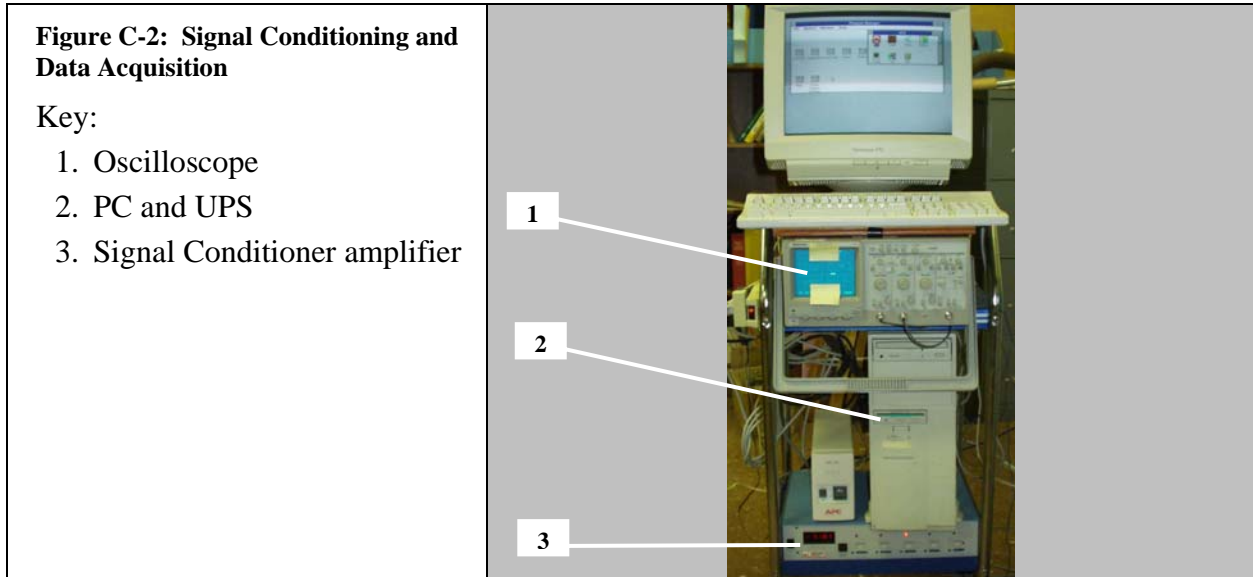 Figure C-2: Signal Conditioning and
Data Acquisition
Key:
1. Oscilloscope
2. PC and UPS
3. Signal Conditioner amplifier
1
2
3
APC